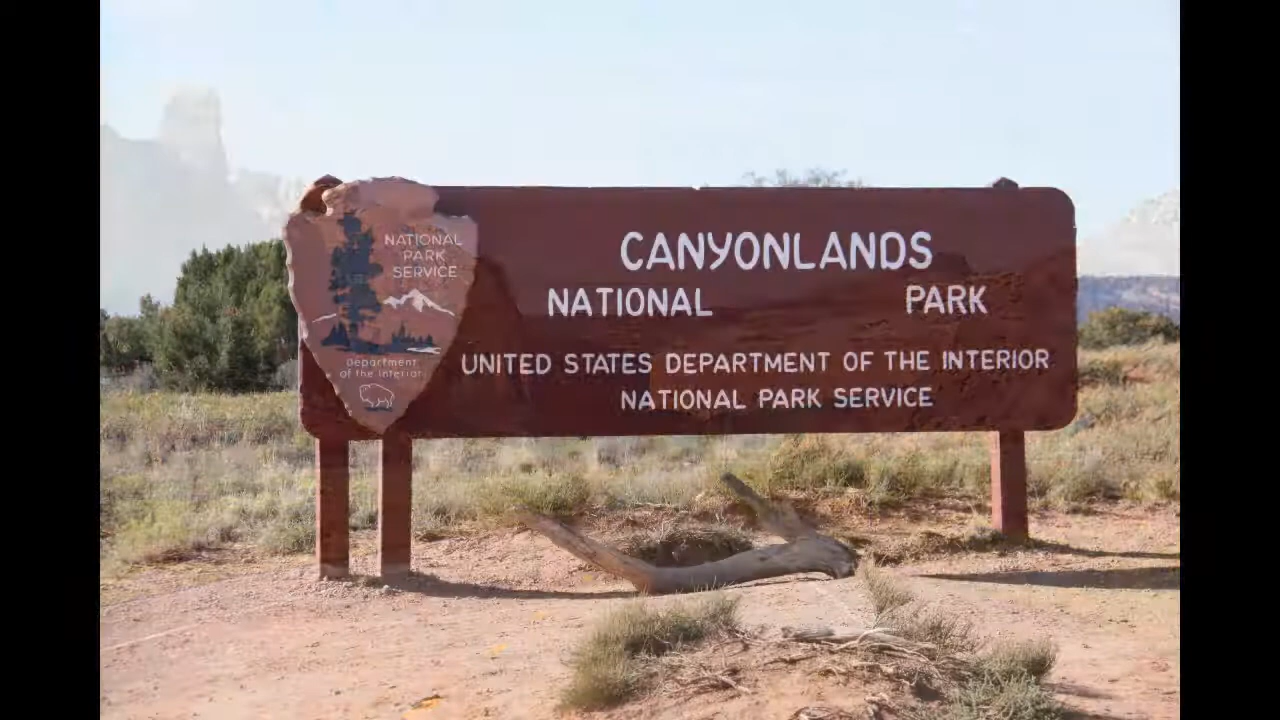 NATIONAL
PARK
SERVICE
Department
of the Interior
CANYONLANDS
NATIONAL PARK
UNITED STATES DEPARTMENT OF THE INTERIOR
NATIONAL PARK SERVICE